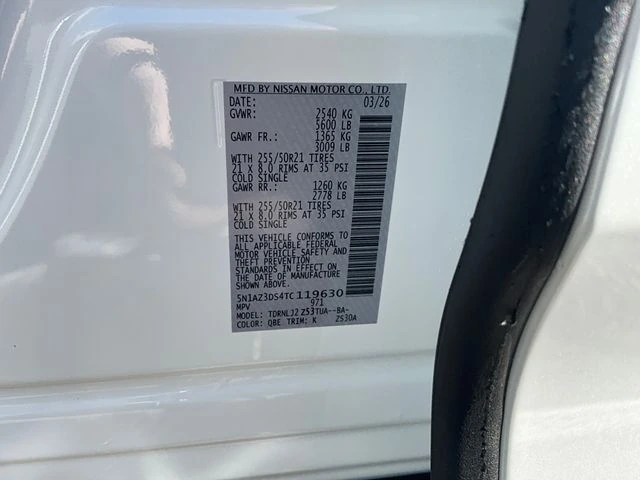 MFD BY NISSAN MOTOR CO., LTD.
DATE: 03/26
GVWR: 2540 KG
5600 LB
GAWR FR.: 1365 KG
3009 LB
WITH 255/50R21 TIRES
21 X 8.0 RIMS AT 35 PSI
COLD SINGLE
GAWR RR.: 1260 KG
2778 LB
WITH 255/50R21 TIRES
21 X 8.0 RIMS AT 35 PSI
COLD SINGLE
THIS VEHICLE CONFORMS TO
ALL APPLICABLE FEDERAL
MOTOR VEHICLE SAFETY AND
THEFT PREVENTION
STANDARDS IN EFFECT ON
THE DATE OF MANUFACTURE
SHOWN ABOVE.
5N1AZ3DS4TC119630
MPV 971
MODEL: TDRNLJ2 Z53TUA--BA-
COLOR: QBE TRIM: K ZS30A